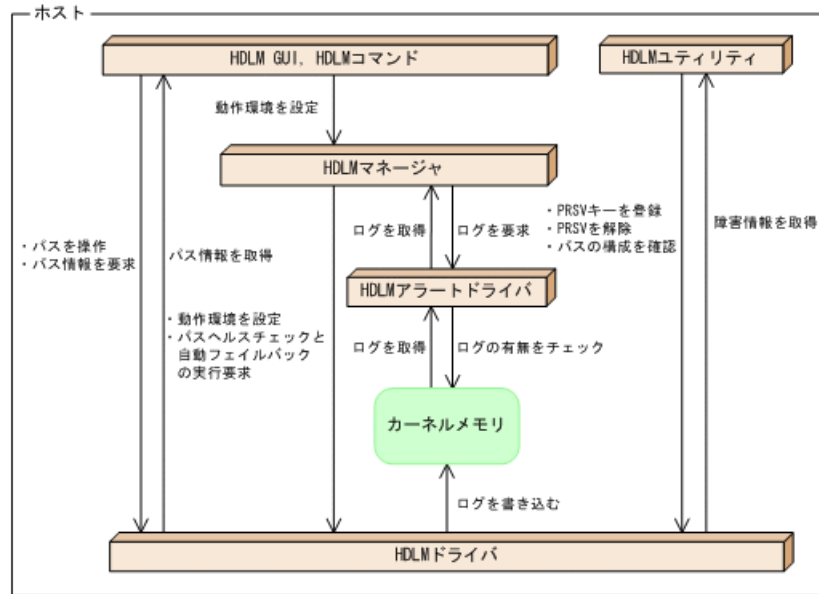 ホスト
HDLM GUI, HDLMコマンド
HDLMユティリティ
動作環境を設定
HDLMマネージャ
・パスを操作
・パス情報を要求
パス情報を取得
ログを取得
ログを要求
・PRSVキーを登録
・PRSVを解除
・パスの構成を確認
障害情報を取得
HDLMアラートドライバ
・動作環境を設定
・パスヘルスチェックと
自動フェイルバック
の実行要求
ログを取得
ログの有無をチェック
カーネルメモリ
ログを書き込む
HDLMドライバ